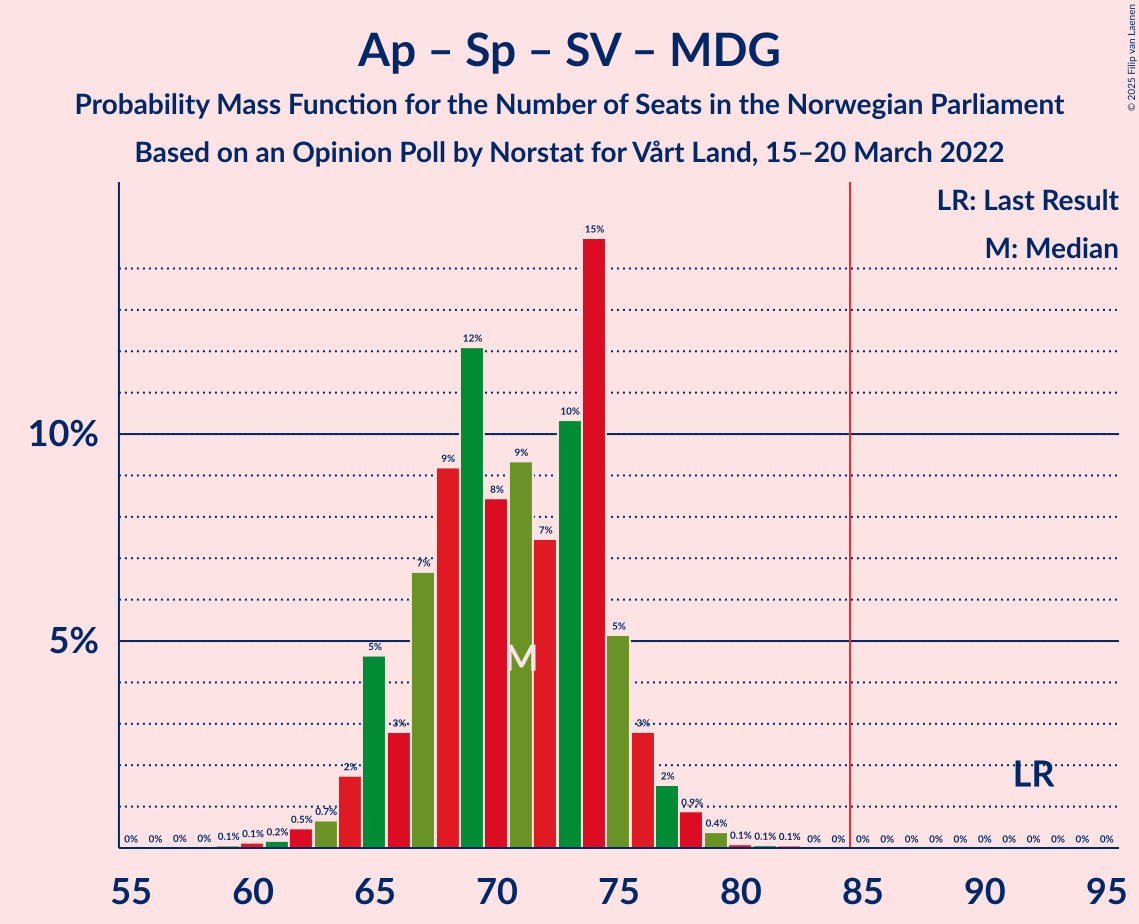 Ap – Sp – SV – MDG
Probability Mass Function for the Number of Seats in the Norwegian Parliament
Based on an Opinion Poll by Norstat for Vårt Land, 15–20 March 2022
© 2025 Filip van Laenen
LR: Last Result
M: Median
15%
12%
10%
10%
9%
9%
8%
7%
7%
5%
5%
5%
M
3%
3%
2%
2%
LR
0.9%
0.7%
0.5%
0.4%
0% 0% 0% 0% 0.1% 0.1% 0.2% 0.1% 0.1% 0.1% 0% 0% 0% 0% 0% 0% 0% 0% 0% 0% 0% 0% 0%
55 60 65 70 75 80 85 90 95